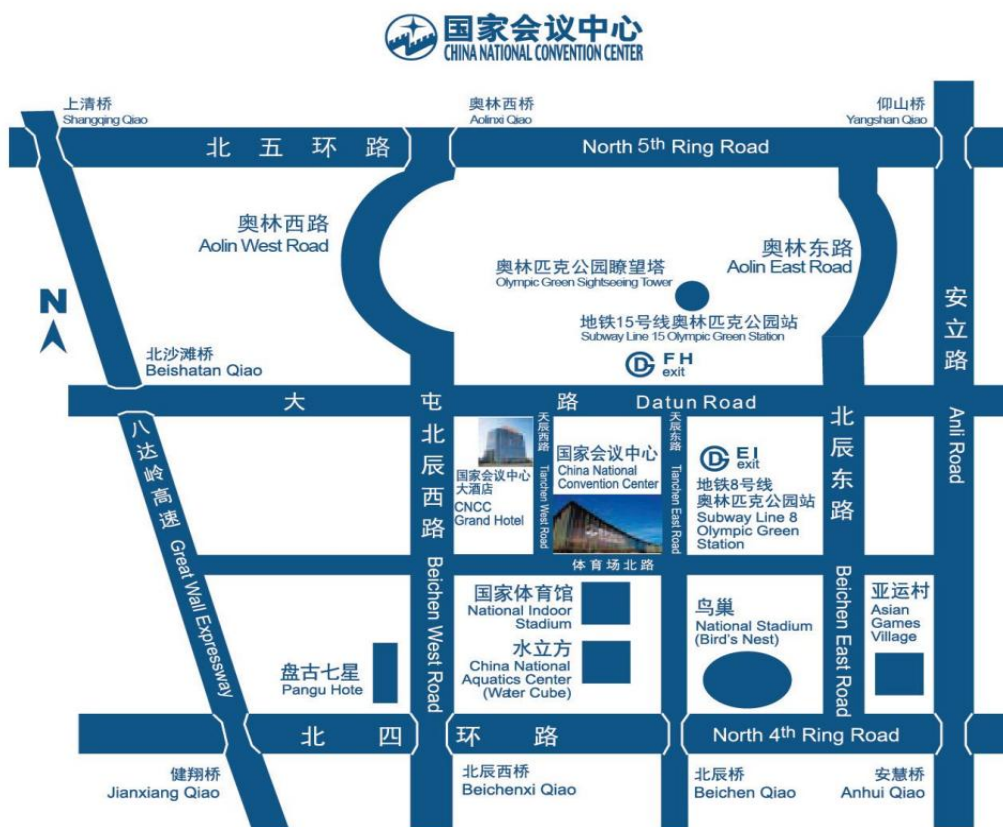 国家会议中心
CHINA NATIONAL CONVENTION CENTER
上清桥
Shangqing Qiao
奥林西桥
Aolinxi Qiao
仰山桥
Yangshan Qiao
北五环路
North 5th Ring Road
奥林西路
Aolin West Road
奥林东路
Aolin East Road
奥林匹克公园瞭望塔
Olympic Green Sightseeing Tower
N
安立路
Anli Road
地铁15号线奥林匹克公园站
Subway Line 15 Olympic Green Station
F H
exit
北沙滩桥
Beishatan Qiao
大屯路
Datun Road
八达岭高速
Great Wall Expressway
北辰西路
Beichen West Road
国家会议中心
大酒店
CNCC
Grand Hotel
天辰西路
Tianchen West Road
国家会议中心
China National
Convention Center
天辰东路
Tianchen East Road
E I
exit
地铁8号线
奥林匹克公园站
Subway Line 8
Olympic Green
Station
北辰东路
Beichen East Road
体育场北路
国家体育馆
National Indoor
Stadium
水立方
China National
Aquatics Center
(Water Cube)
鸟巢
National Stadium
(Bird's Nest)
亚运村
Asian
Games
Village
盘古七星
Pangu Hote
北四环路
North 4th Ring Road
健翔桥
Jianxiang Qiao
北辰西桥
Beichenxi Qiao
北辰桥
Beichen Qiao
安慧桥
Anhui Qiao